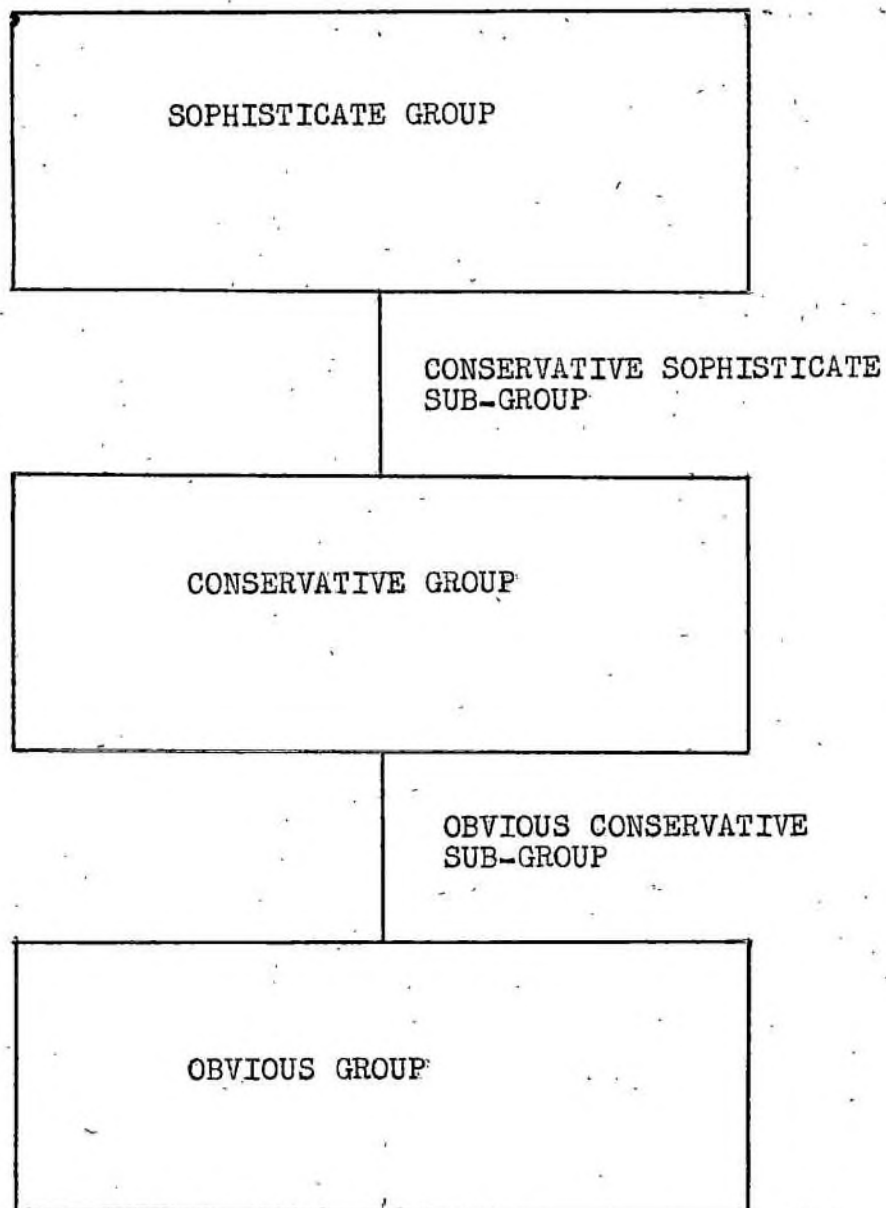 SOPHISTICATE GROUP
CONSERVATIVE SOPHISTICATE
SUB-GROUP
CONSERVATIVE GROUP
OBVIOUS CONSERVATIVE
SUB-GROUP
OBVIOUS GROUP